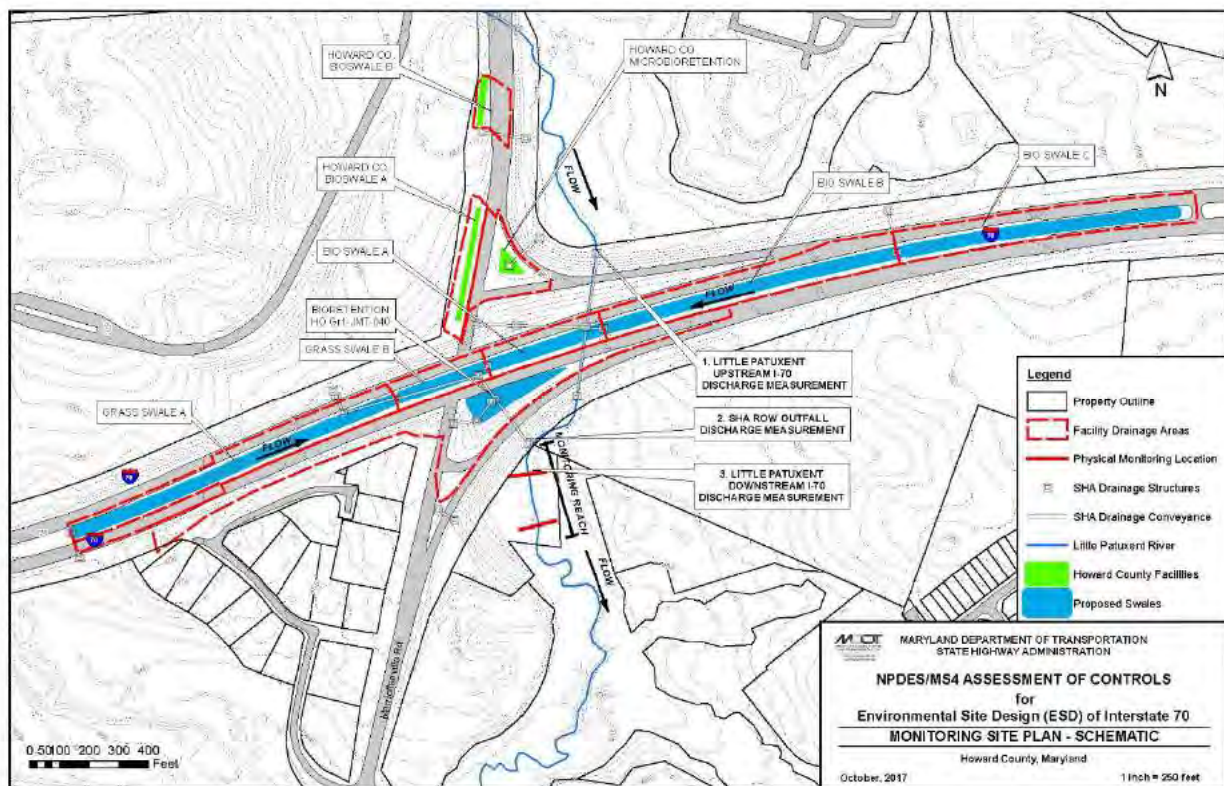 HOWARD CO.
BIOSWALE B
HOWARD CO
MICROBIORETENTION
N
HOWARD CO.
BIOSWALE A
FLOW
BIO SWALE B
BIO SWALE C
70
BIO SWALE A
FLOW
BIORETENTION
GRASS SWALE B
1. LITTLE PATUXENT
UPSTREAM I-70
DISCHARGE MEASUREMENT
GRASS SWALE A
FLOW
2. SHA ROW OUTFALL
DISCHARGE MEASUREMENT
MONITORING REACH
3. LITTLE PATUXENT
DOWNSTREAM I-70
DISCHARGE MEASUREMENT
70
70
FLOW
Legend
Property Outline
Facility Drainage Areas
Physical Monitoring Location
SHA Drainage Structures
SHA Drainage Conveyance
Little Patuxent River
Howard County Facilities
Proposed Swales
MARYLAND DEPARTMENT OF TRANSPORTATION
STATE HIGHWAY ADMINISTRATION
NPDES/MS4 ASSESSMENT OF CONTROLS
for
Environmental Site Design (ESD) of Interstate 70
MONITORING SITE PLAN - SCHEMATIC
Howard County, Maryland
October, 2017
1 inch = 250 feet
0 50100 200 300 400
Feet